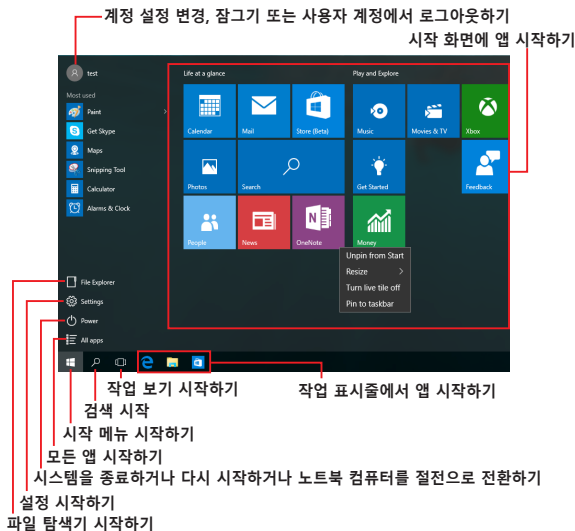 계정 설정 변경, 잠그기 또는 사용자 계정에서 로그아웃하기
시작 화면에 앱 시작하기
test
Life at a glance
Play and Explore
Most used
Paint
Get Skype
Maps
Snipping Tool
Calculator
Alarms & Clock
Calendar
Mail
Store (Beta)
Music
Movies & TV
Xbox
Photos
Search
Get Started
Feedback
People
News
N
OneNote
Money
Unpin from Start
Resize
Turn live tile off
Pin to taskbar
File Explorer
Settings
Power
All apps
작업 보기 시작하기
작업 표시줄에서 앱 시작하기
검색 시작
시작 메뉴 시작하기
모든 앱 시작하기
시스템을 종료하거나 다시 시작하거나 노트북 컴퓨터를 절전으로 전환하기
설정 시작하기
파일 탐색기 시작하기